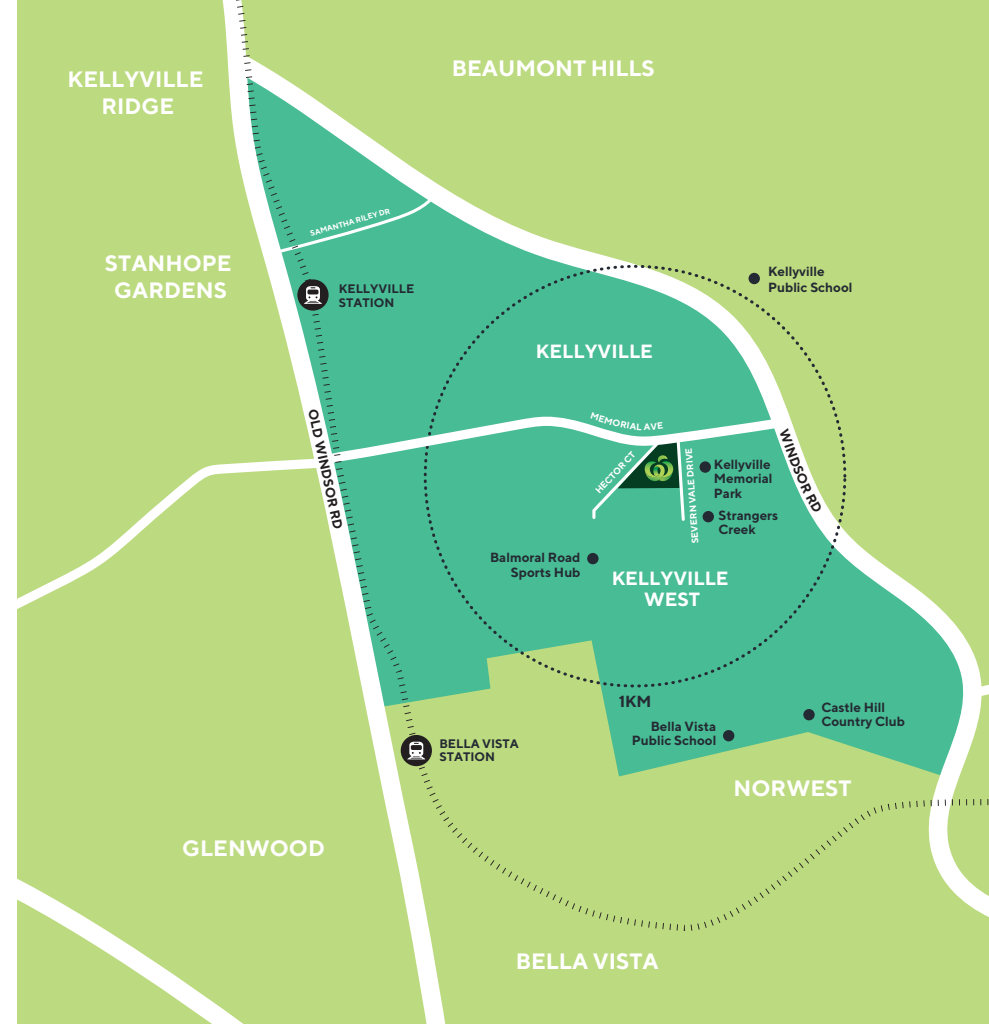 BEAUMONT HILLS
KELLYVILLE
RIDGE
SAMANTHA RILEY DR
STANHOPE
GARDENS
KELLYVILLE
STATION
Kellyville
Public School
KELLYVILLE
MEMORIAL AVE
OLD WINDSOR RD
WINDSOR RD
HECTOR CT
SEVERN VALE DRIVE
Kellyville
Memorial
Park
Strangers
Creek
Balmoral Road
Sports Hub
KELLYVILLE
WEST
1KM
Castle Hill
Country Club
Bella Vista
Public School
BELLA VISTA
STATION
NORWEST
GLENWOOD
BELLA VISTA